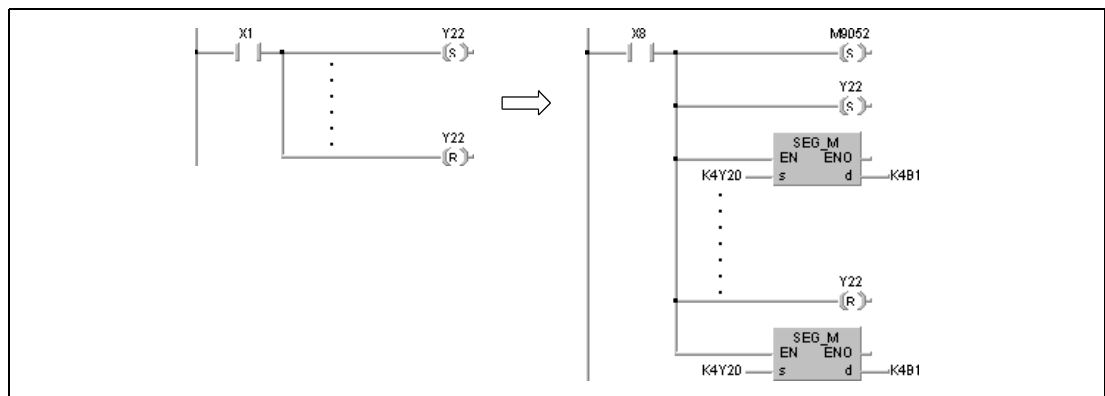 X1 Y22
(S)
Y22
(R)
X8 M9052
(S)
Y22
(S)
SEG_M
EN ENO
K4Y20 s d K4B1
Y22
(R)
SEG_M
EN ENO
K4Y20 s d K4B1